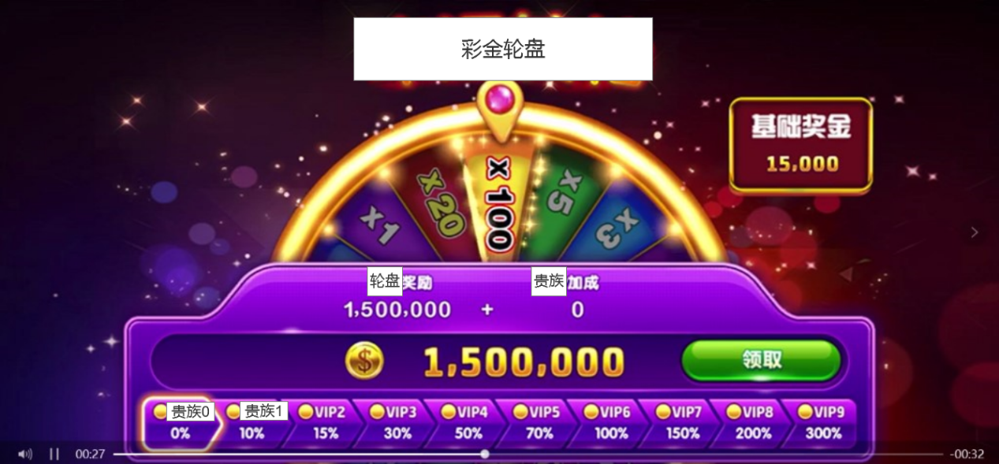 彩金轮盘
基础奖金
15,000
x1
x20
x100
x5
x3
轮盘奖励
贵族加成
1,500,000 + 0
$ 1,500,000
领取
贵族0 贵族1 VIP2 VIP3 VIP4 VIP5 VIP6 VIP7 VIP8 VIP9
0% 10% 15% 30% 50% 70% 100% 150% 200% 300%
00:27 -00:32